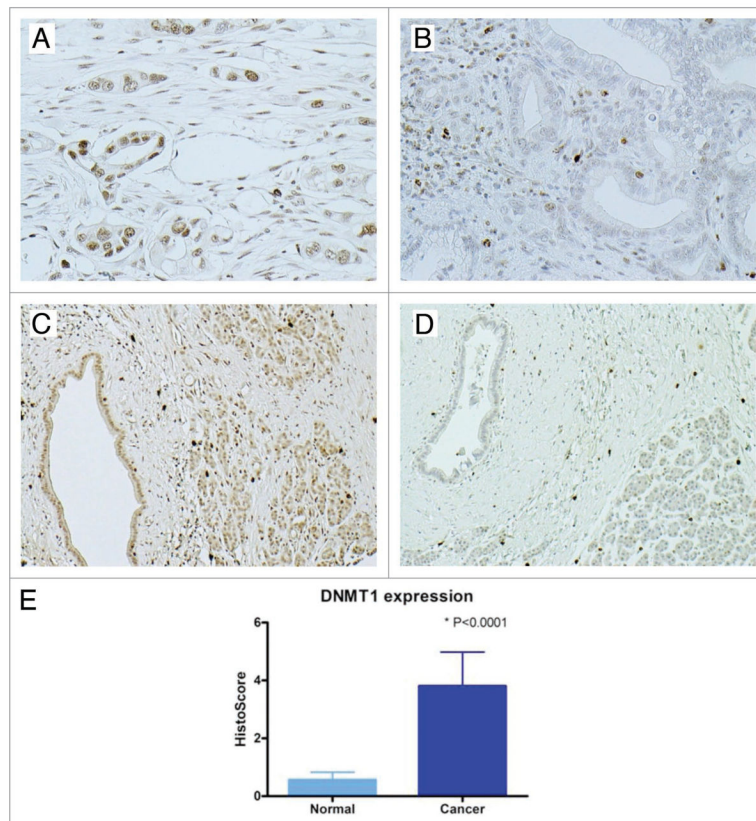 A
B
C
D
E
DNMT1 expression
* P<0.0001
6
4
2
0
HistoScore
Normal
Cancer